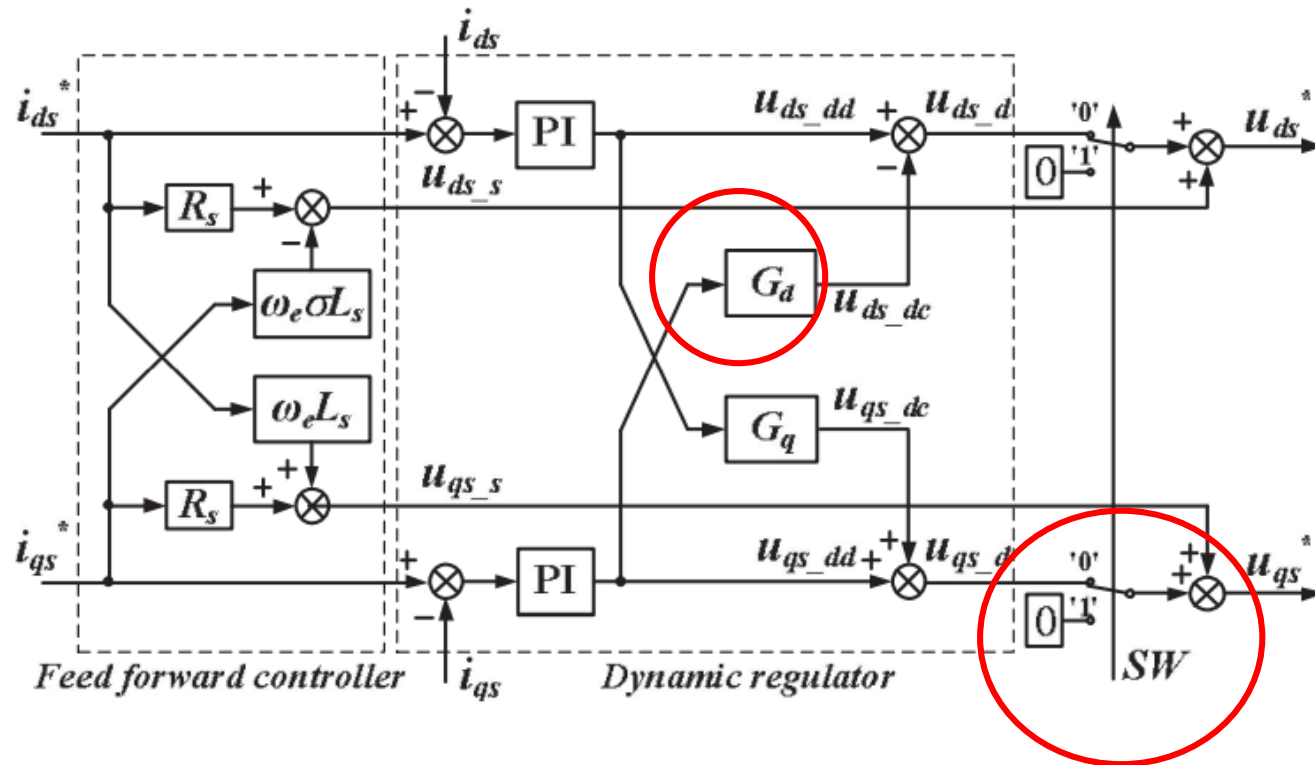 i_ds
i_ds*
− + PI u_ds_dd + − u_ds_d '0' '1' 0 + + u_ds*
u_ds_s
R_s + −
G_d u_ds_dc
ω_eσL_s
ω_eL_s +
u_qs_dc
G_q
R_s + u_qs_s
i_qs*
+ − PI u_qs_dd + + u_qs_d '0' '1' 0 + + u_qs*
Feed forward controller i_qs Dynamic regulator SW